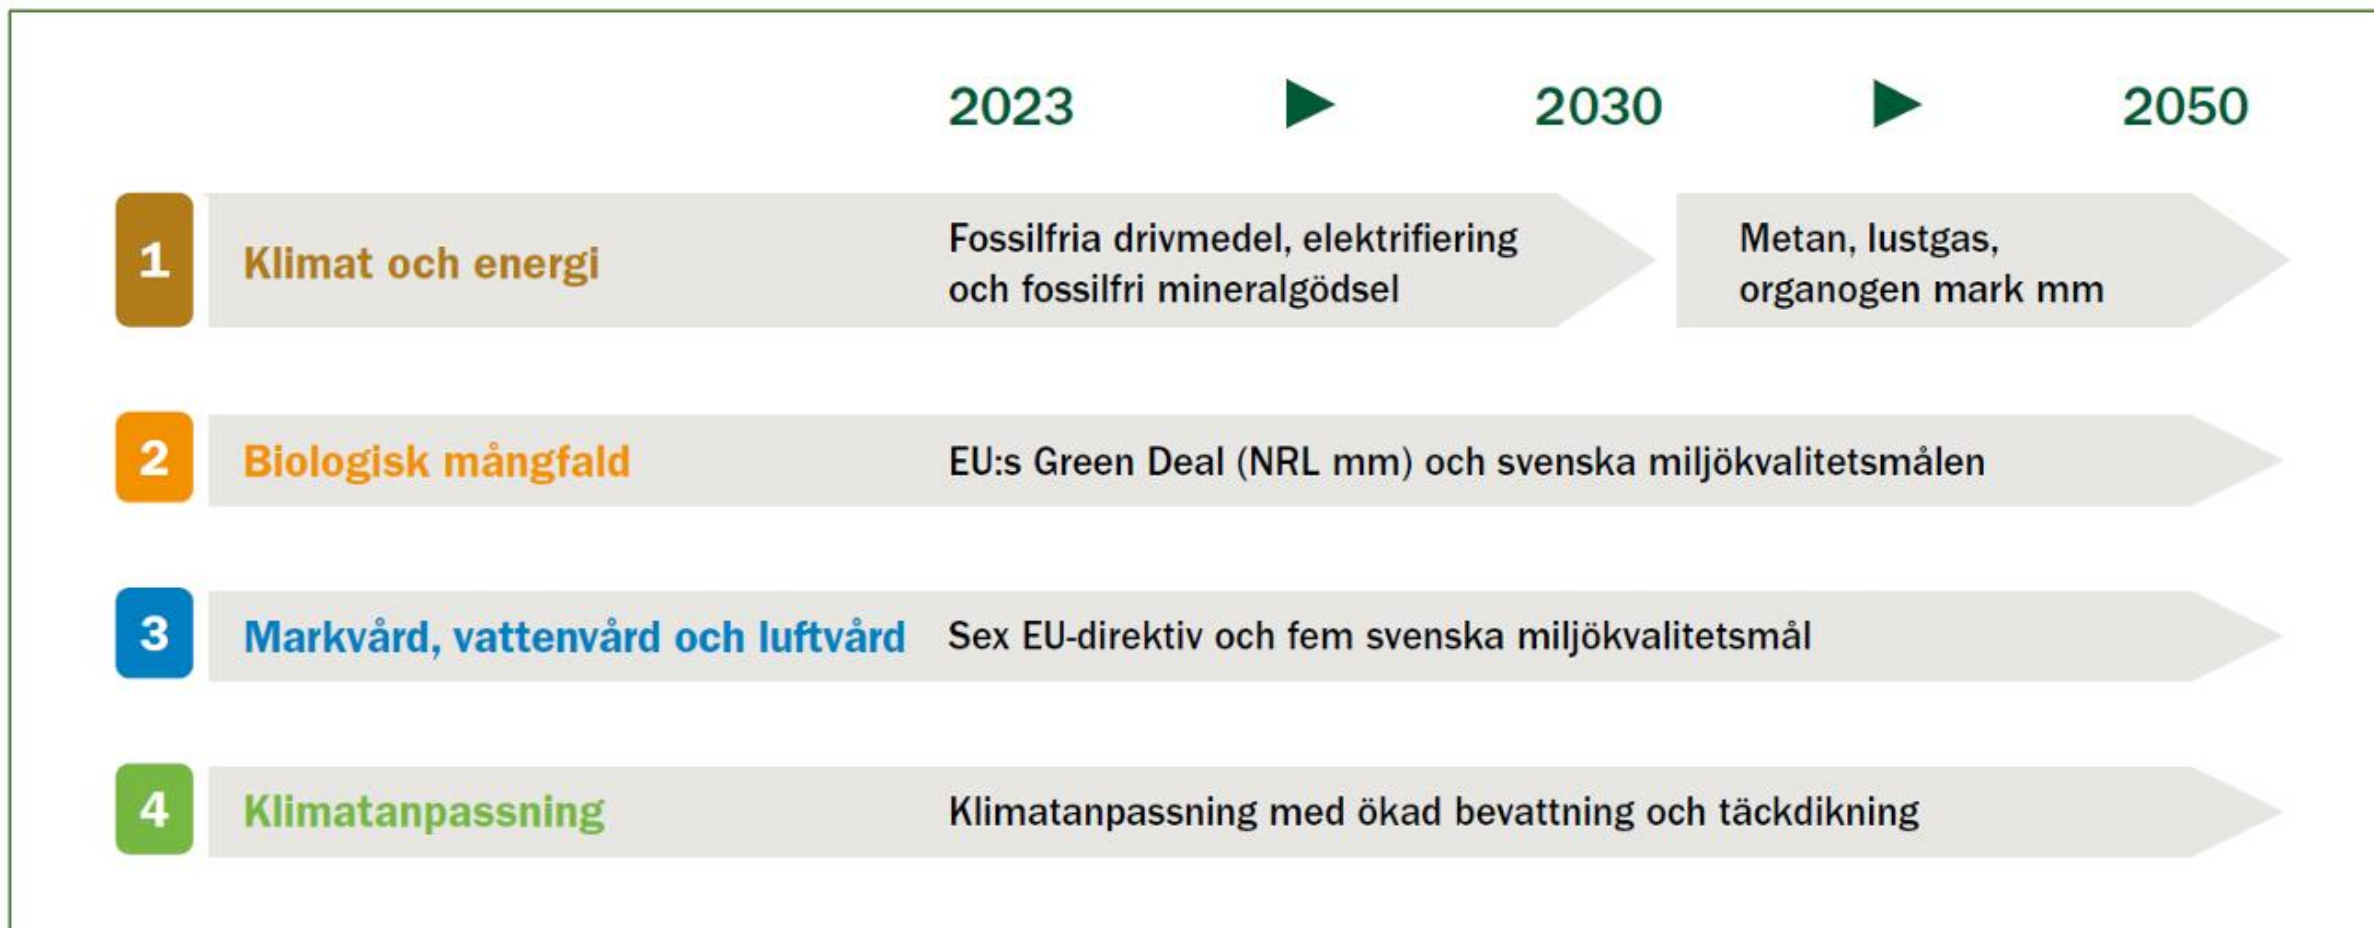 2023 ▶ 2030 ▶ 2050
1 Klimat och energi
Fossilfria drivmedel, elektrifiering
och fossilfri mineralgödsel
Metan, lustgas,
organogen mark mm
2 Biologisk mångfald EU:s Green Deal (NRL mm) och svenska miljökvalitetsmålen
3 Markvård, vattenvård och luftvård Sex EU-direktiv och fem svenska miljökvalitetsmål
4 Klimatanpassning Klimatanpassning med ökad bevattning och täckdikning